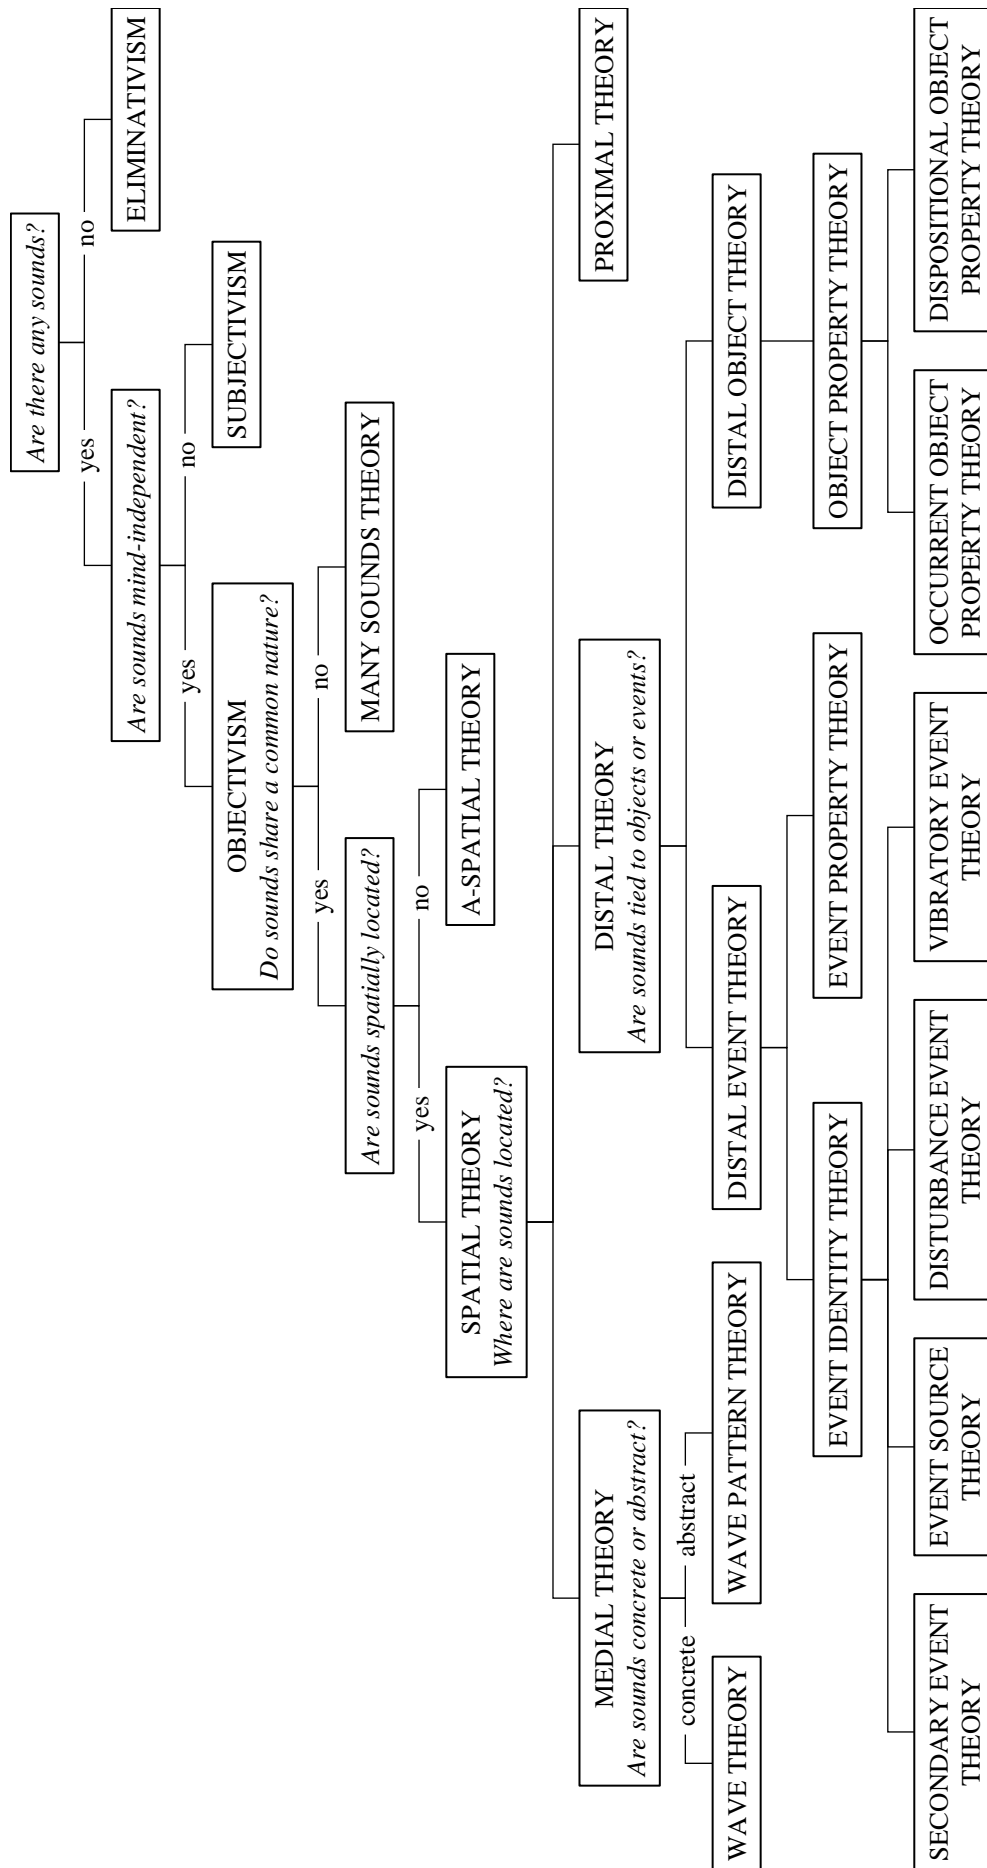 Are there any sounds?
yes
no
Are sounds mind-independent?
ELIMINATIVISM
yes
no
OBJECTIVISM
Do sounds share a common nature?
SUBJECTIVISM
yes
no
Are sounds spatially located?
MANY SOUNDS THEORY
yes
no
SPATIAL THEORY
Where are sounds located?
A-SPATIAL THEORY
MEDIAL THEORY
Are sounds concrete or abstract?
DISTAL THEORY
Are sounds tied to objects or events?
PROXIMAL THEORY
concrete
abstract
WAVE THEORY
WAVE PATTERN THEORY
DISTAL EVENT THEORY
DISTAL OBJECT THEORY
EVENT IDENTITY THEORY
EVENT PROPERTY THEORY
OBJECT PROPERTY THEORY
SECONDARY EVENT
THEORY
EVENT SOURCE
THEORY
DISTURBANCE EVENT
THEORY
VIBRATORY EVENT
THEORY
OCCURRENT OBJECT
PROPERTY THEORY
DISPOSITIONAL OBJECT
PROPERTY THEORY